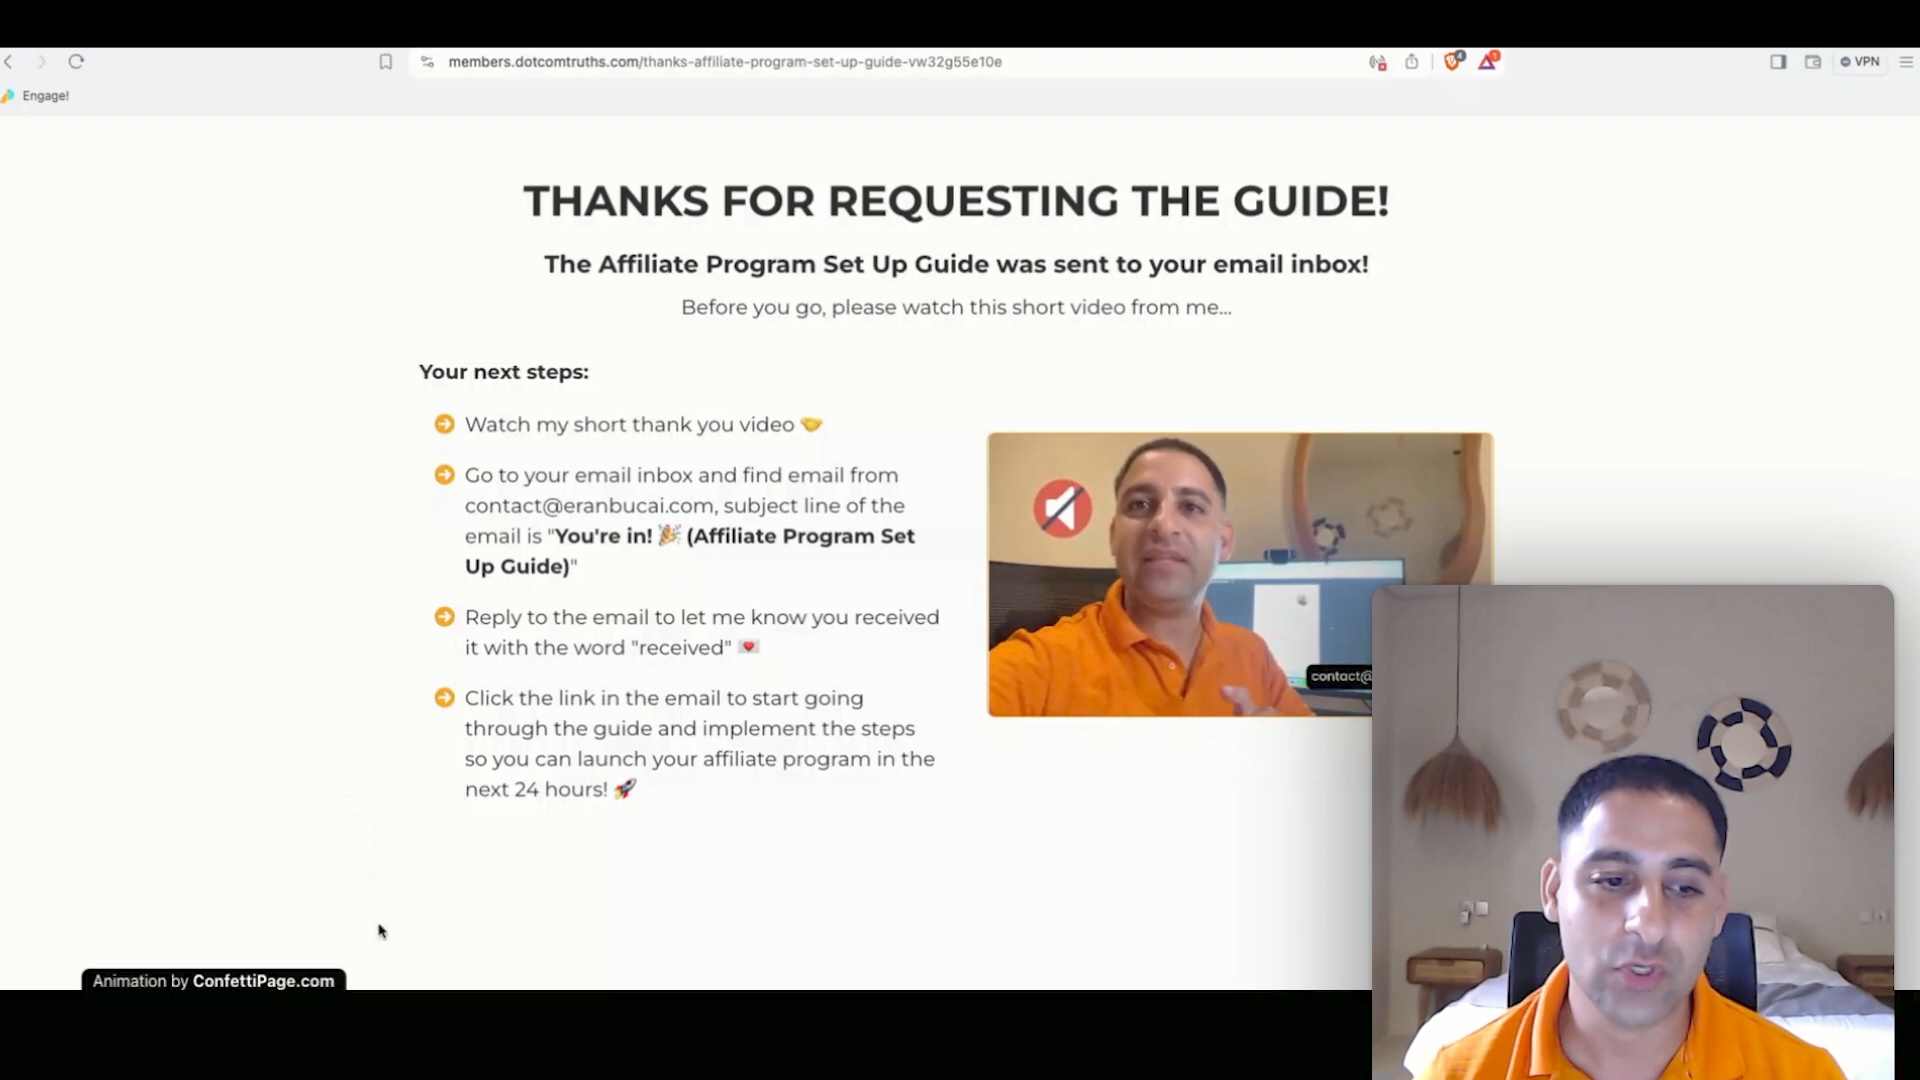 members.dotcomtruths.com/thanks-affiliate-program-set-up-guide-vw32g55e10e
4
1
VPN
Engage!
THANKS FOR REQUESTING THE GUIDE!
The Affiliate Program Set Up Guide was sent to your email inbox!
Before you go, please watch this short video from me...
Your next steps:
Watch my short thank you video 🤝
Go to your email inbox and find email from
contact@eranbucai.com, subject line of the
email is "You're in! 🎉 (Affiliate Program Set
Up Guide)"
Reply to the email to let me know you received
it with the word "received" 💌
Click the link in the email to start going
through the guide and implement the steps
so you can launch your affiliate program in the
next 24 hours! 🚀
contact@
Animation by ConfettiPage.com